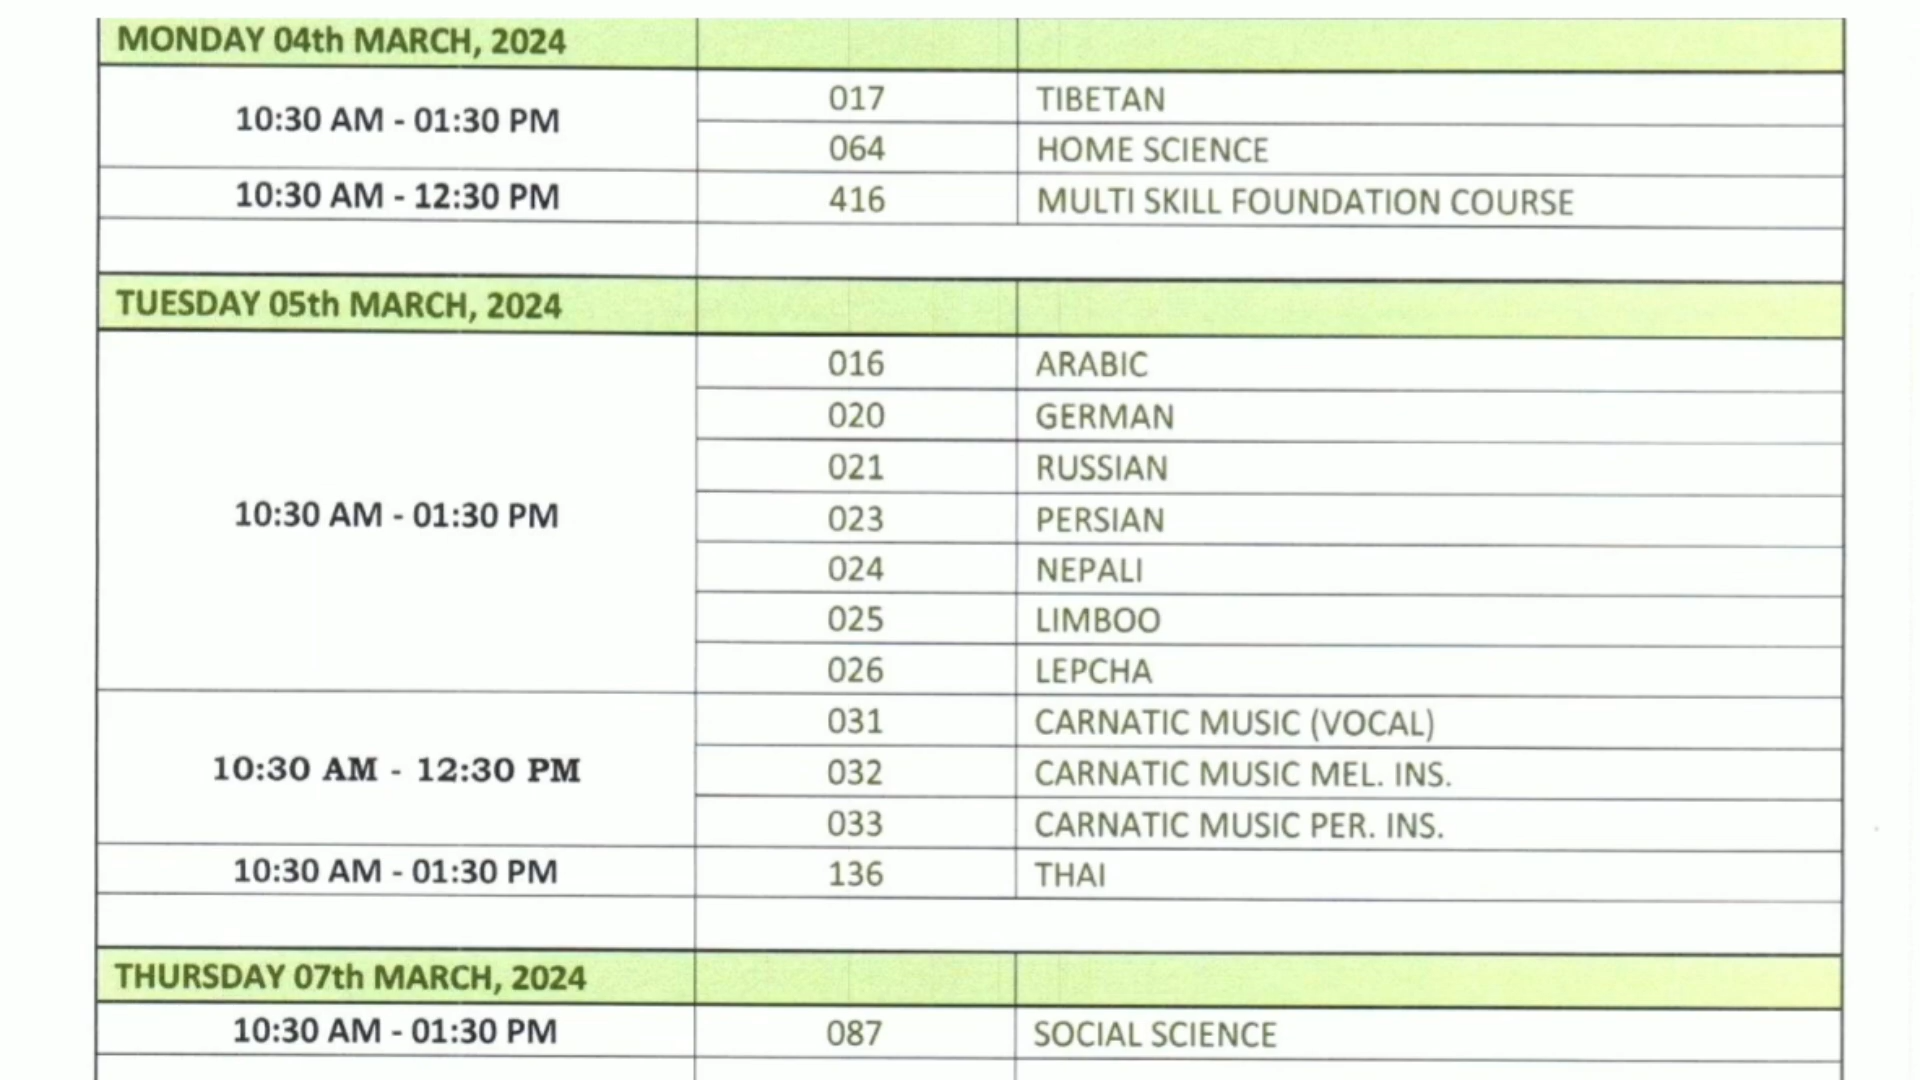 MONDAY 04th MARCH, 2024
10:30 AM - 01:30 PM
017 TIBETAN
064 HOME SCIENCE
10:30 AM - 12:30 PM 416 MULTI SKILL FOUNDATION COURSE
TUESDAY 05th MARCH, 2024
10:30 AM - 01:30 PM
016 ARABIC
020 GERMAN
021 RUSSIAN
023 PERSIAN
024 NEPALI
025 LIMBOO
026 LEPCHA
10:30 AM - 12:30 PM
031 CARNATIC MUSIC (VOCAL)
032 CARNATIC MUSIC MEL. INS.
033 CARNATIC MUSIC PER. INS.
10:30 AM - 01:30 PM 136 THAI
THURSDAY 07th MARCH, 2024
10:30 AM - 01:30 PM 087 SOCIAL SCIENCE